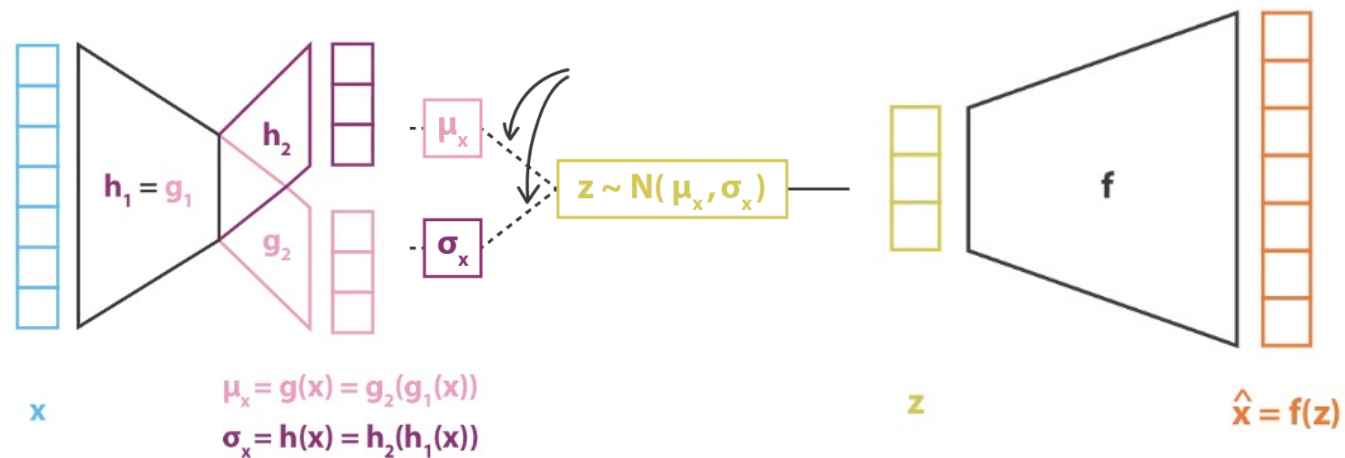 h₂
h₁ = g₁
g₂
μₓ
σₓ
z ~ N( μₓ , σₓ )
f
μₓ = g(x) = g₂(g₁(x))
σₓ = h(x) = h₂(h₁(x))
x
z
x̂ = f(z)